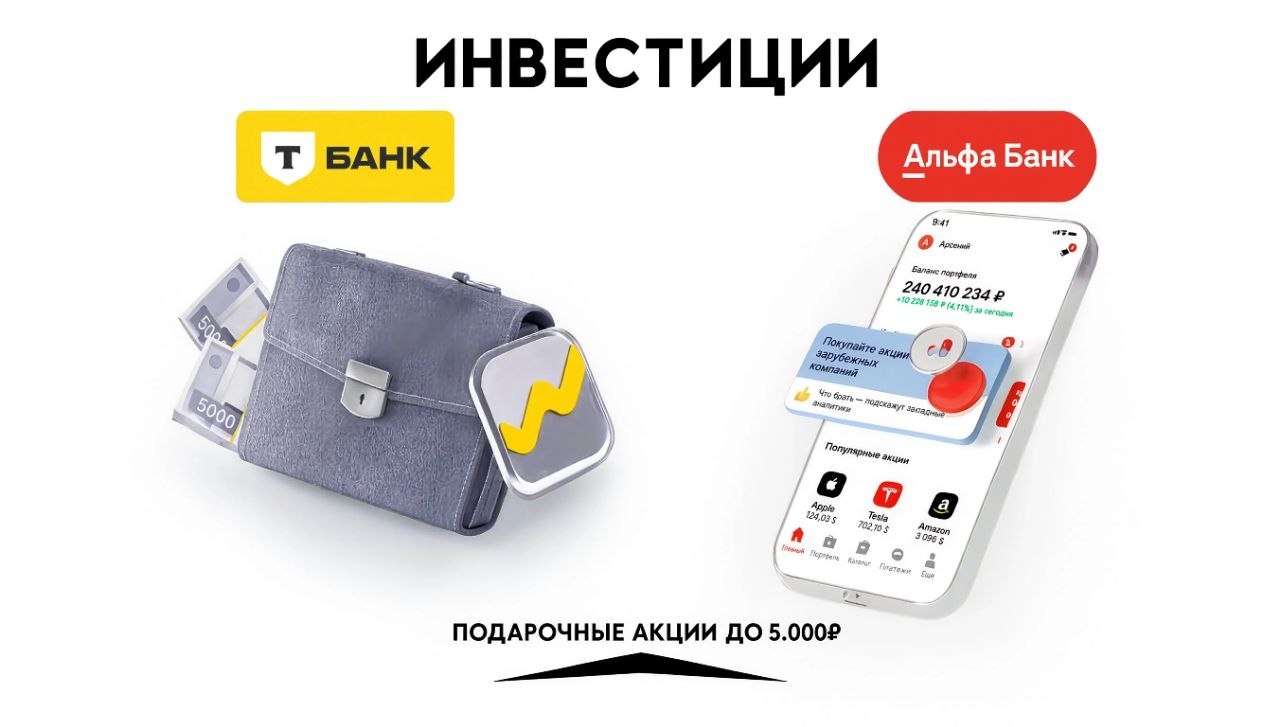 ИНВЕСТИЦИИ
Т БАНК
Альфа Банк
5000
5000
9:41
А Арсений
Баланс портфеля
240 410 234 ₽
+10 228 158 ₽ (4,11%) за сегодня
Покупайте акции
зарубежных
компаний
Что брать — подскажут западные
аналитики
Популярные акции
Apple
124,03 $
Tesla
702,10 $
Amazon
3 096 $
Главный
Портфель
Каталог
Платежи
Еще
ПОДАРОЧНЫЕ АКЦИИ ДО 5.000₽